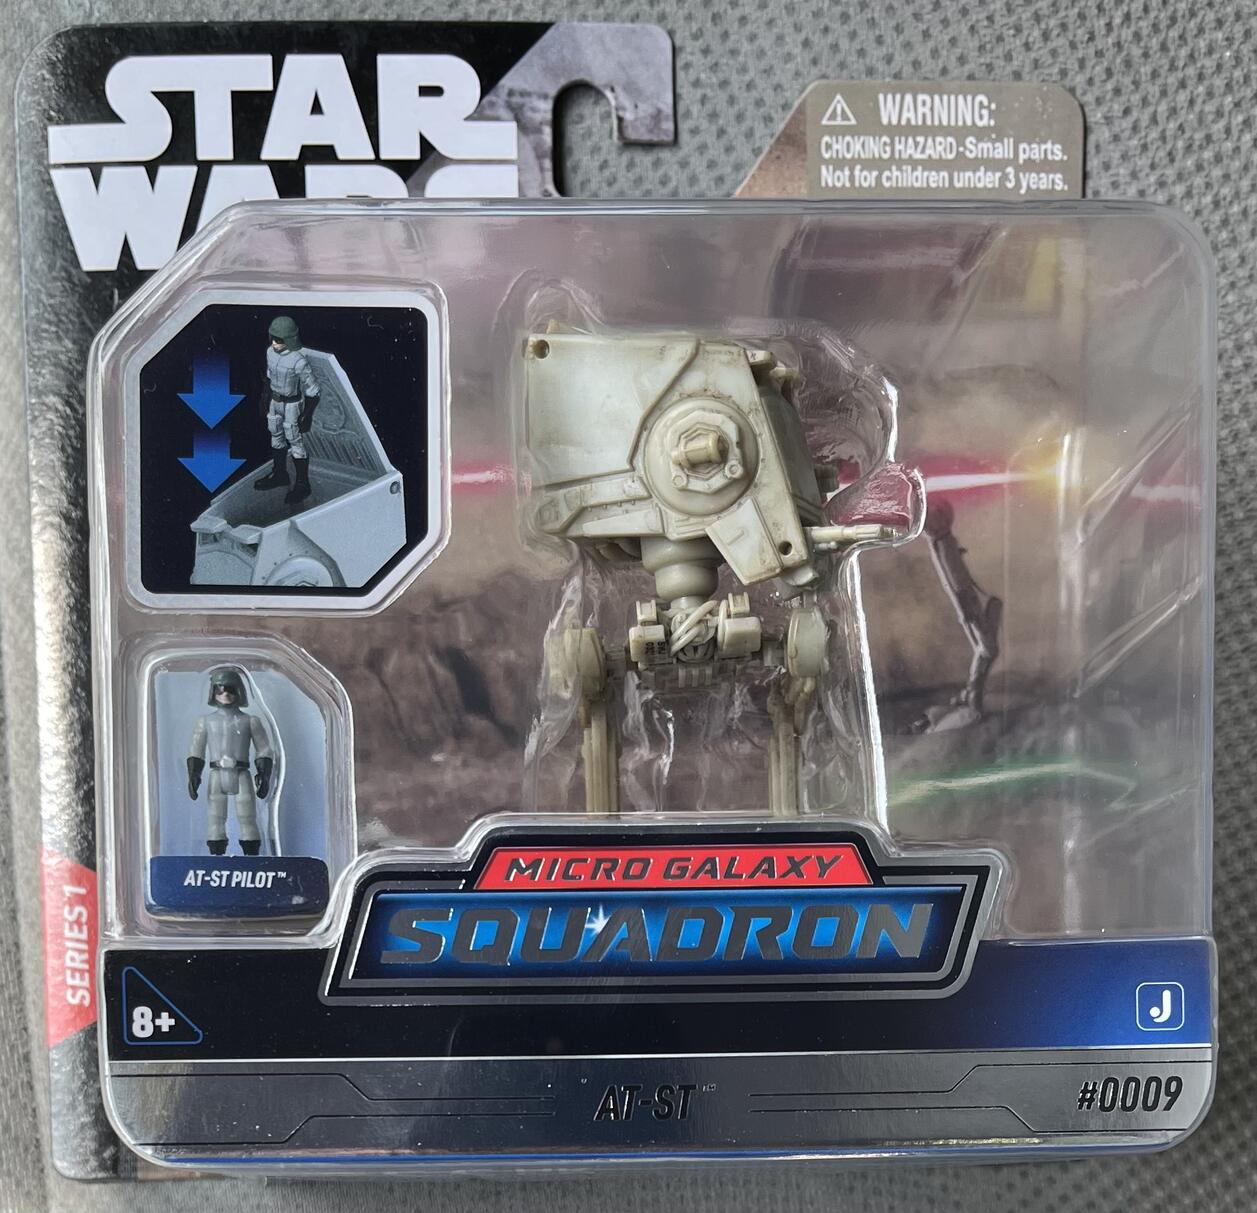 STAR
WARS
⚠ WARNING:
CHOKING HAZARD-Small parts.
Not for children under 3 years.
AT-ST PILOT™
MICRO GALAXY
SQUADRON
SERIES 1
8+
J
AT-ST™
#0009